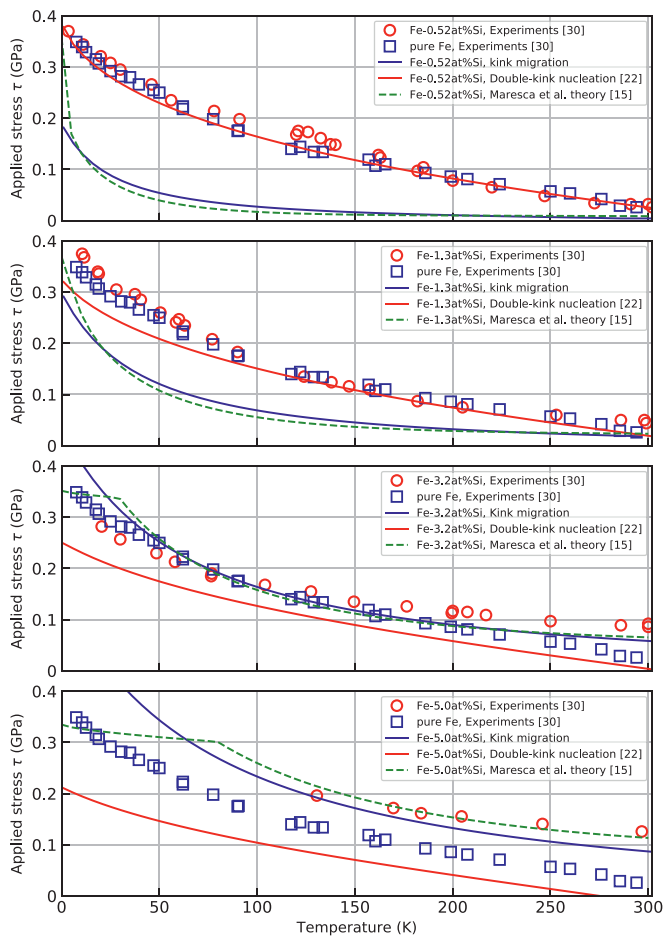 0.4
0.3
0.2
0.1
0
Applied stress τ (GPa)
Fe-0.52at%Si, Experiments [30]
pure Fe, Experiments [30]
Fe-0.52at%Si, kink migration
Fe-0.52at%Si, Double-kink nucleation [22]
Fe-0.52at%Si, Maresca et al. theory [15]
0.4
0.3
0.2
0.1
0
Applied stress τ (GPa)
Fe-1.3at%Si, Experiments [30]
pure Fe, Experiments [30]
Fe-1.3at%Si, kink migration
Fe-1.3at%Si, Double-kink nucleation [22]
Fe-1.3at%Si, Maresca et al. theory [15]
0.4
0.3
0.2
0.1
0
Applied stress τ (GPa)
Fe-3.2at%Si, Experiments [30]
pure Fe, Experiments [30]
Fe-3.2at%Si, Kink migration
Fe-3.2at%Si, Double-kink nucleation [22]
Fe-3.2at%Si, Maresca et al. theory [15]
0.4
0.3
0.2
0.1
0
Applied stress τ (GPa)
Fe-5.0at%Si, Experiments [30]
pure Fe, Experiments [30]
Fe-5.0at%Si, Kink migration
Fe-5.0at%Si, Double-kink nucleation [22]
Fe-5.0at%Si, Maresca et al. theory [15]
0 50 100 150 200 250 300
Temperature (K)